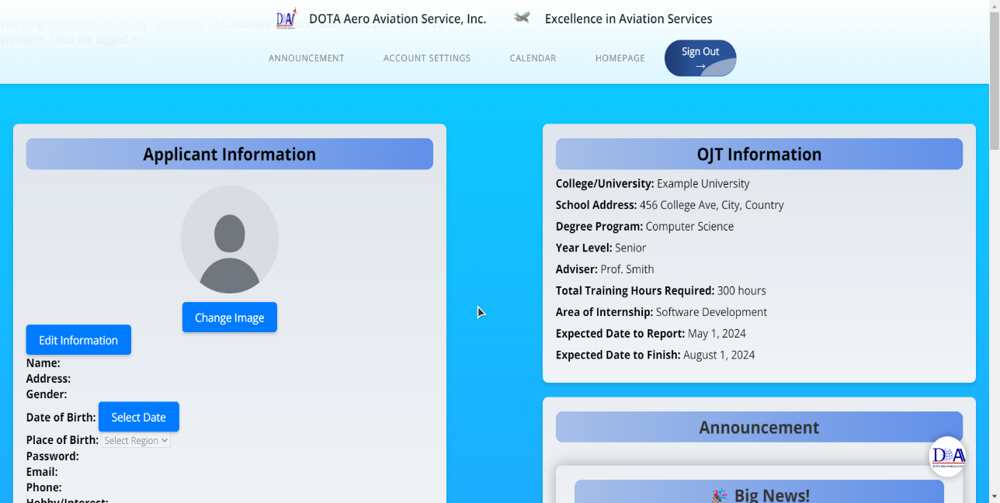 DOTA Aero Aviation Service, Inc.
Excellence in Aviation Services
Warning: Undefined array key "username" in C:\xampp
Welcome, ! You are logged in.
ANNOUNCEMENT
ACCOUNT SETTINGS
CALENDAR
HOMEPAGE
Sign Out
→
Applicant Information
Change Image
Edit Information
Name:
Address:
Gender:
Date of Birth: Select Date
Place of Birth: Select Region
Password:
Email:
Phone:
Hobby/Interest:
OJT Information
College/University: Example University
School Address: 456 College Ave, City, Country
Degree Program: Computer Science
Year Level: Senior
Adviser: Prof. Smith
Total Training Hours Required: 300 hours
Area of Internship: Software Development
Expected Date to Report: May 1, 2024
Expected Date to Finish: August 1, 2024
Announcement
🎉 Big News!